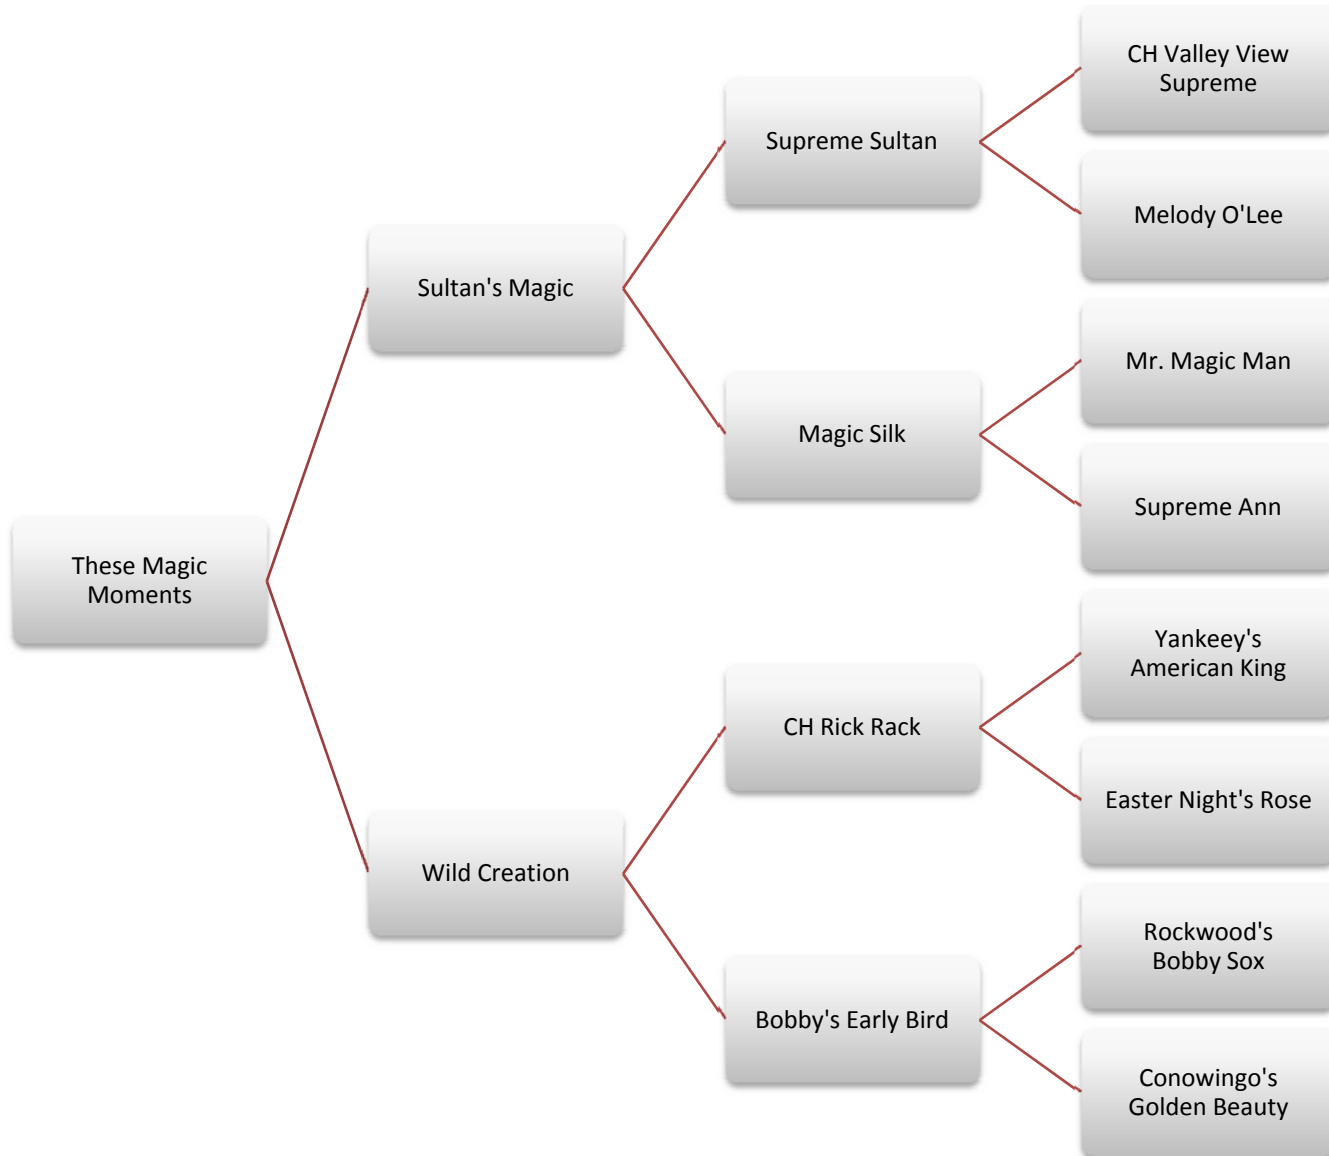 CH Valley View
Supreme
Supreme Sultan
Melody O'Lee
Sultan's Magic
Mr. Magic Man
Magic Silk
Supreme Ann
These Magic
Moments
Yankeey's
American King
CH Rick Rack
Easter Night's Rose
Wild Creation
Rockwood's
Bobby Sox
Bobby's Early Bird
Conowingo's
Golden Beauty